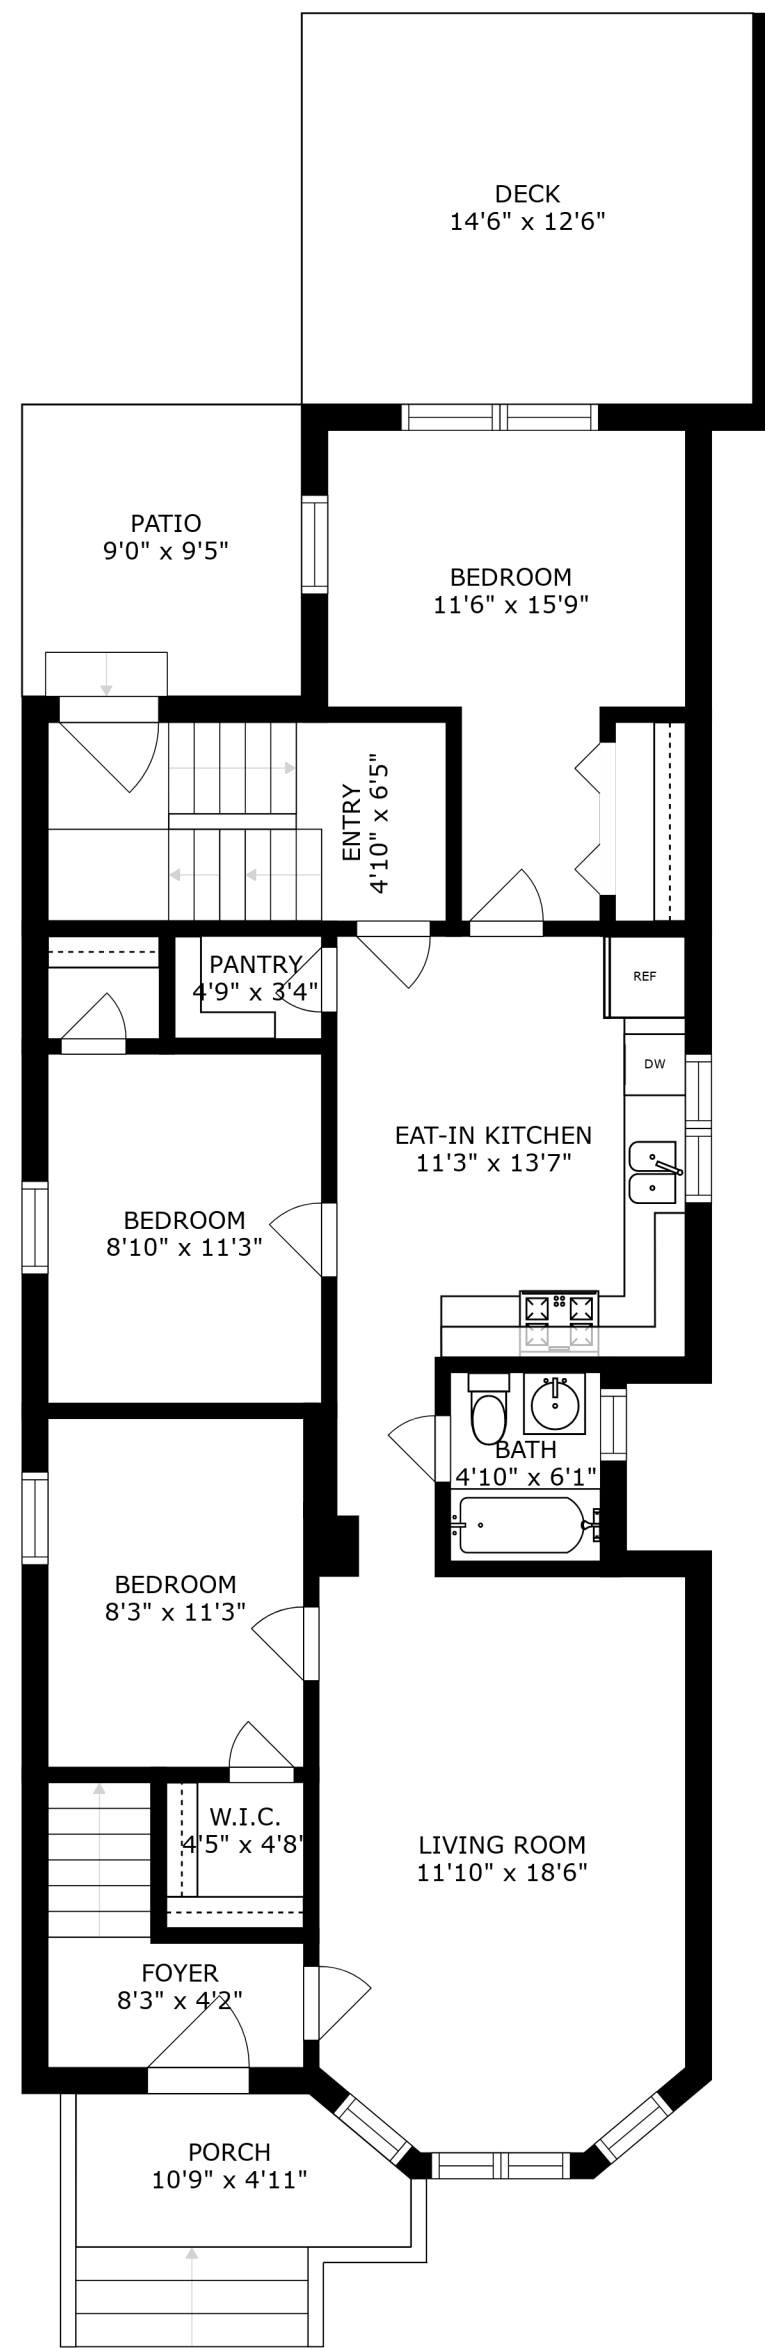 DECK
14'6" x 12'6"
PATIO
9'0" x 9'5"
BEDROOM
11'6" x 15'9"
ENTRY
4'10" x 6'5"
PANTRY
4'9" x 3'4"
REF
DW
EAT-IN KITCHEN
11'3" x 13'7"
BEDROOM
8'10" x 11'3"
BATH
4'10" x 6'1"
BEDROOM
8'3" x 11'3"
W.I.C.
4'5" x 4'8"
LIVING ROOM
11'10" x 18'6"
FOYER
8'3" x 4'2"
PORCH
10'9" x 4'11"